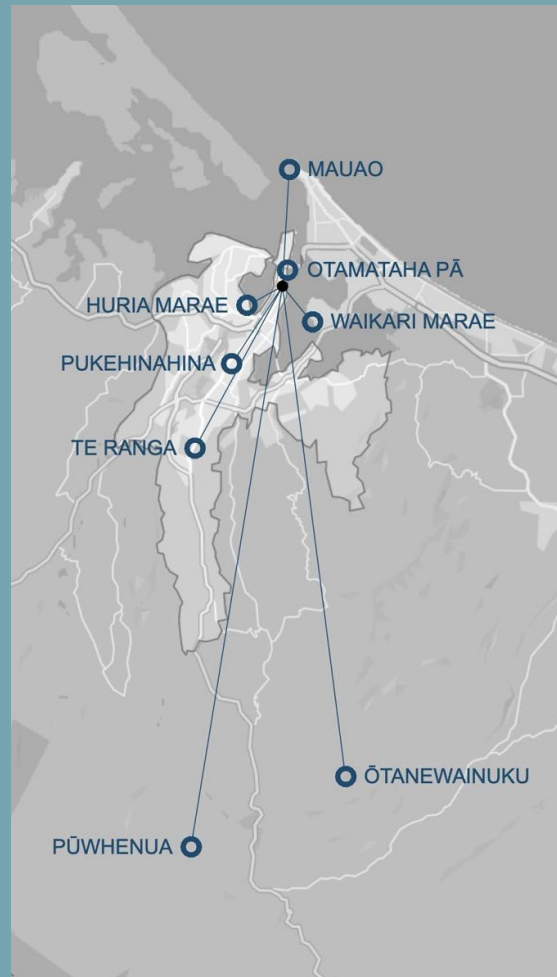 MAUAO
OTAMATAHA PĀ
HURIA MARAE
WAIKARI MARAE
PUKEHINAHINA
TE RANGA
ŌTANEWAINUKU
PŪWHENUA